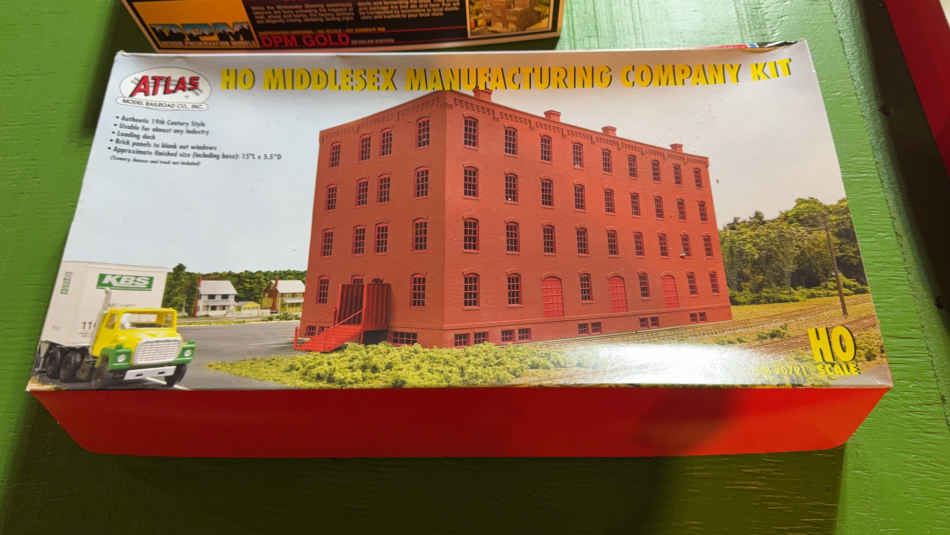 DPM GOLD
ATLAS
MODEL RAILROAD CO., INC.
HO MIDDLESEX MANUFACTURING COMPANY KIT
• Authentic 19th Century Style
• Usable for almost any industry
• Loading dock
• Brick panels to blank out windows
• Approximate finished size (including base): 15"L x 5.5"D
(Scenery, figures and track not included)
KBS
HO
SCALE